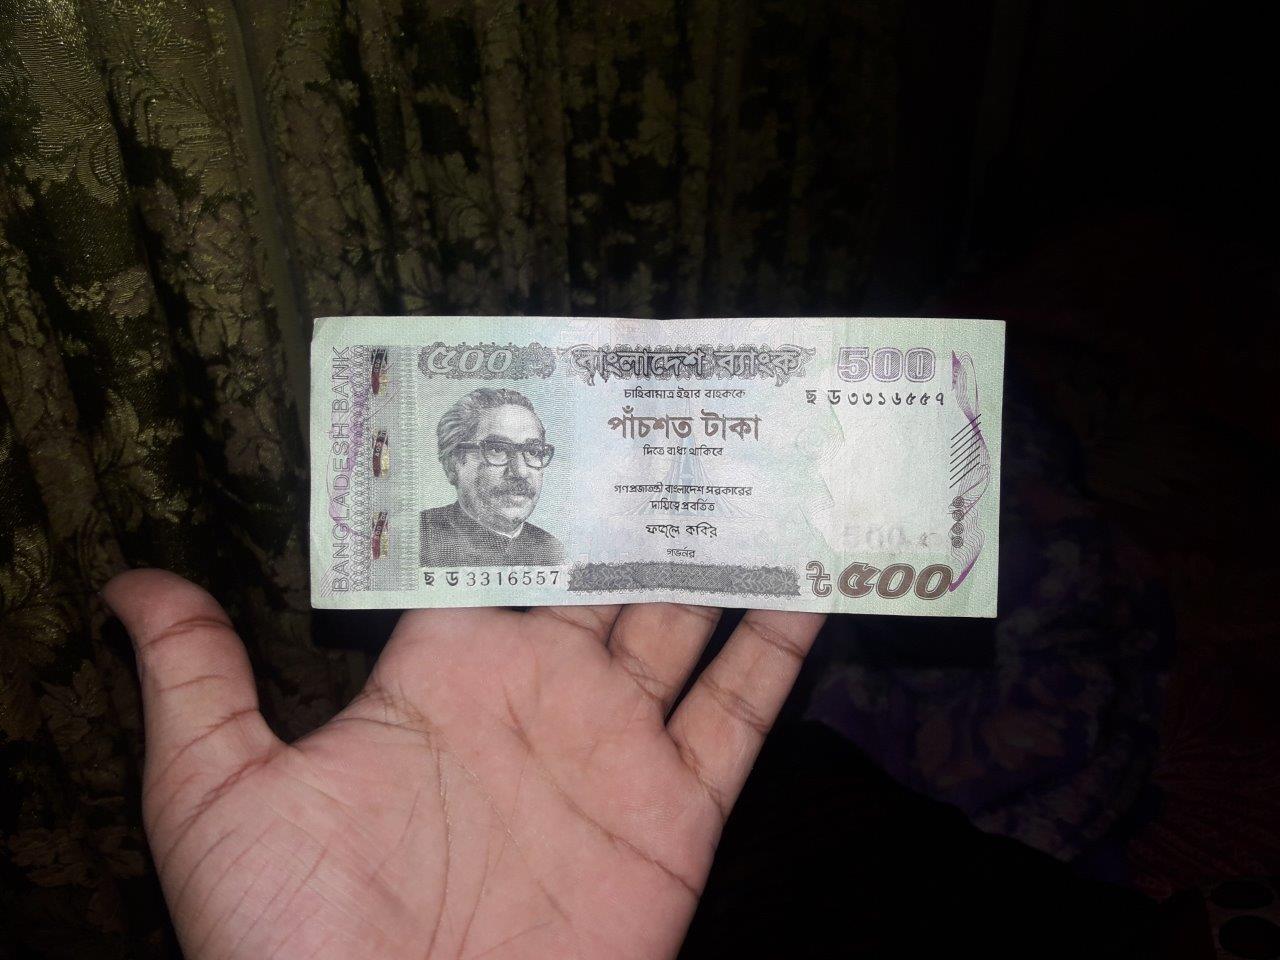 ৫০০ বাংলাদেশ ব্যাংক 500
চাহিবামাত্র ইহার বাহককে
ছ ড ৩৩১৬৫৫৭
পাঁচশত টাকা
দিতে বাধ্য থাকিবে
গণপ্রজাতন্ত্রী বাংলাদেশ সরকারের
দায়িত্বে প্রবর্তিত
ফজলে কবির
গভর্নর
500
ছ ড 3316557
৳৫০০
BANGLADESH BANK